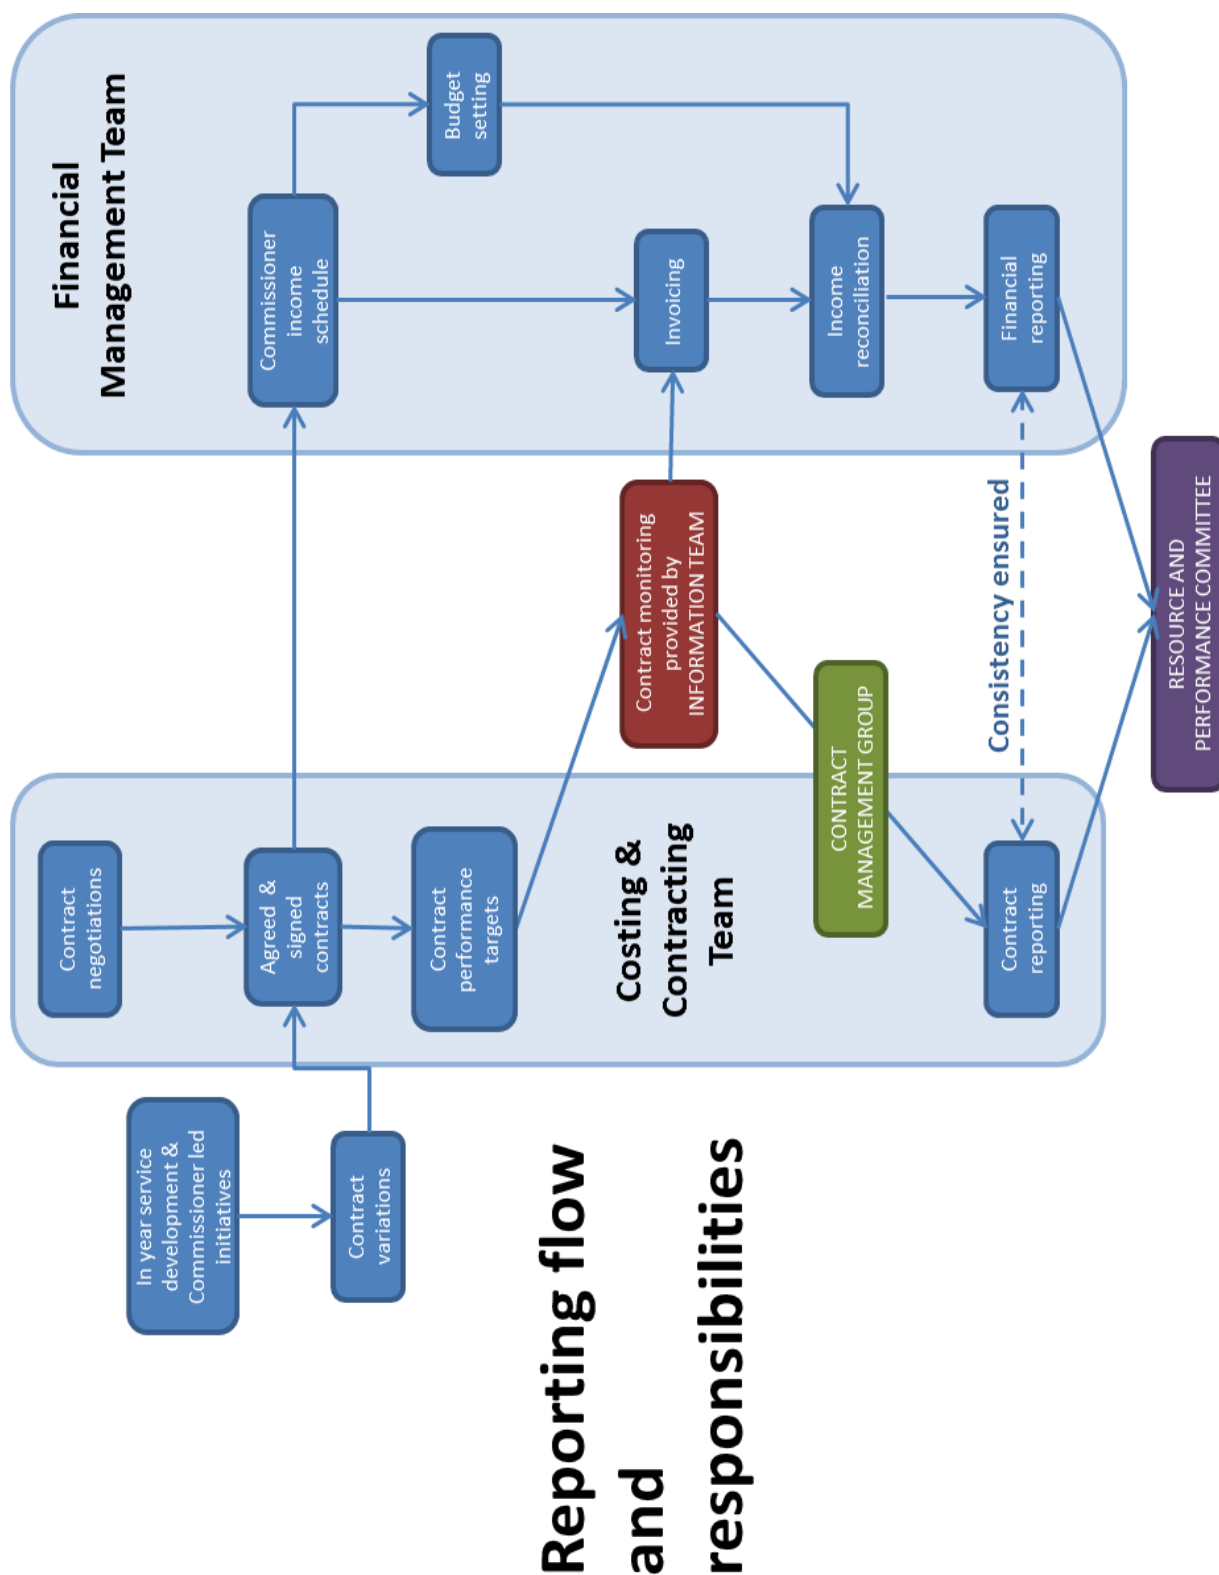 Reporting flow
and
responsibilities
In year service
development &
Commissioner led
initiatives
Contract
variations
Contract
negotiations
Agreed &
signed
contracts
Contract
performance
targets
Costing &
Contracting
Team
Contract
reporting
CONTRACT
MANAGEMENT GROUP
Contract monitoring
provided by
INFORMATION TEAM
Consistency ensured
RESOURCE AND
PERFORMANCE COMMITTEE
Financial
Management Team
Commissioner
income
schedule
Budget
setting
Invoicing
Income
reconciliation
Financial
reporting